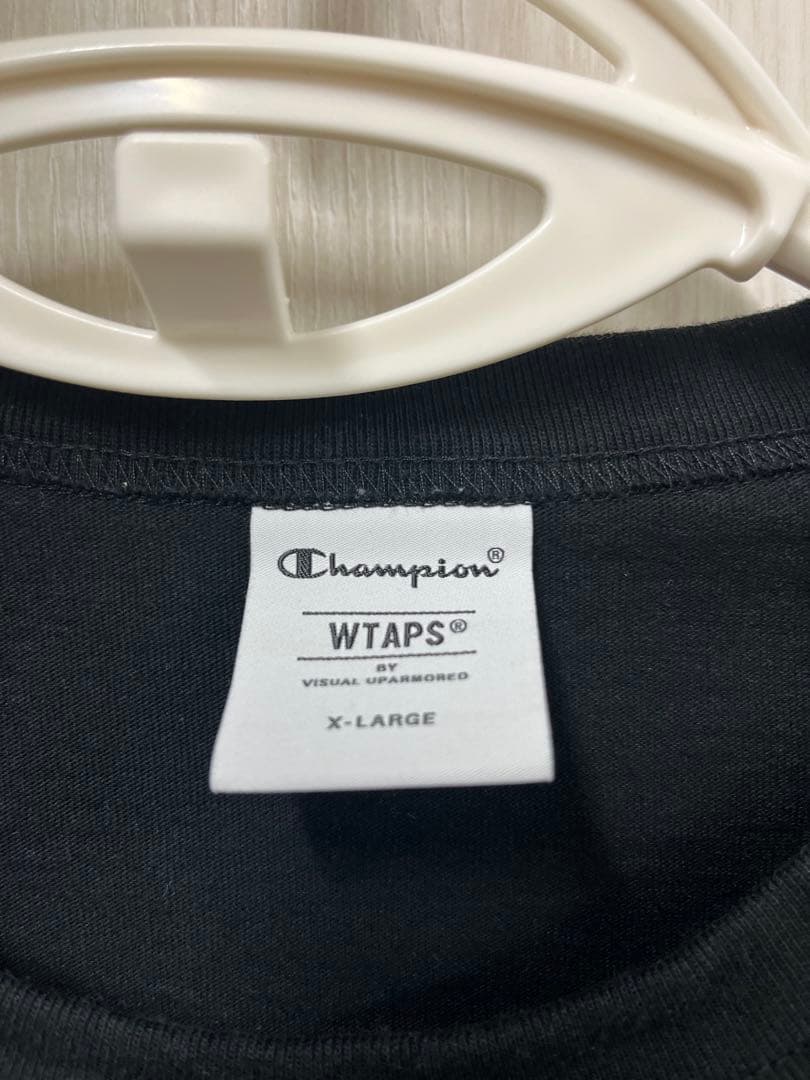 Champion®
WTAPS®
BY
VISUAL UPARMORED
X-LARGE